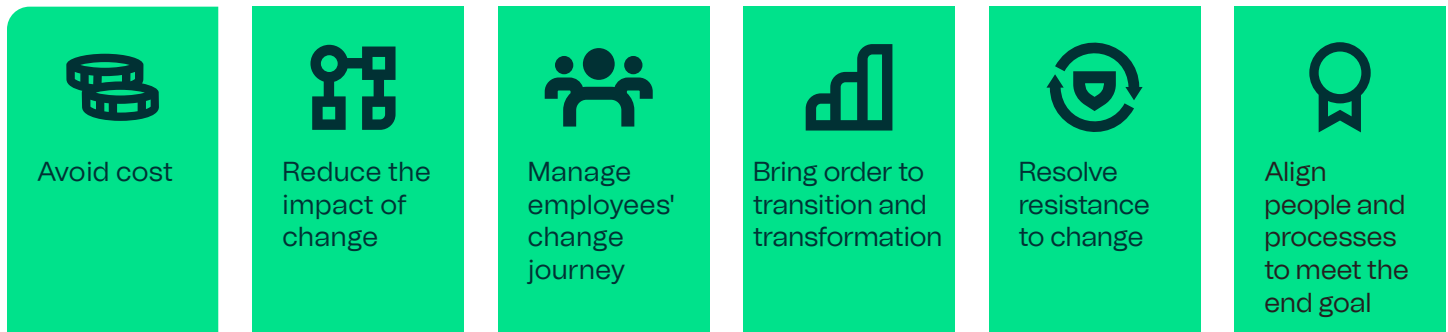 Avoid cost
Reduce the
impact of
change
Manage
employees'
change
journey
Bring order to
transition and
transformation
Resolve
resistance
to change
Align
people and
processes
to meet the
end goal